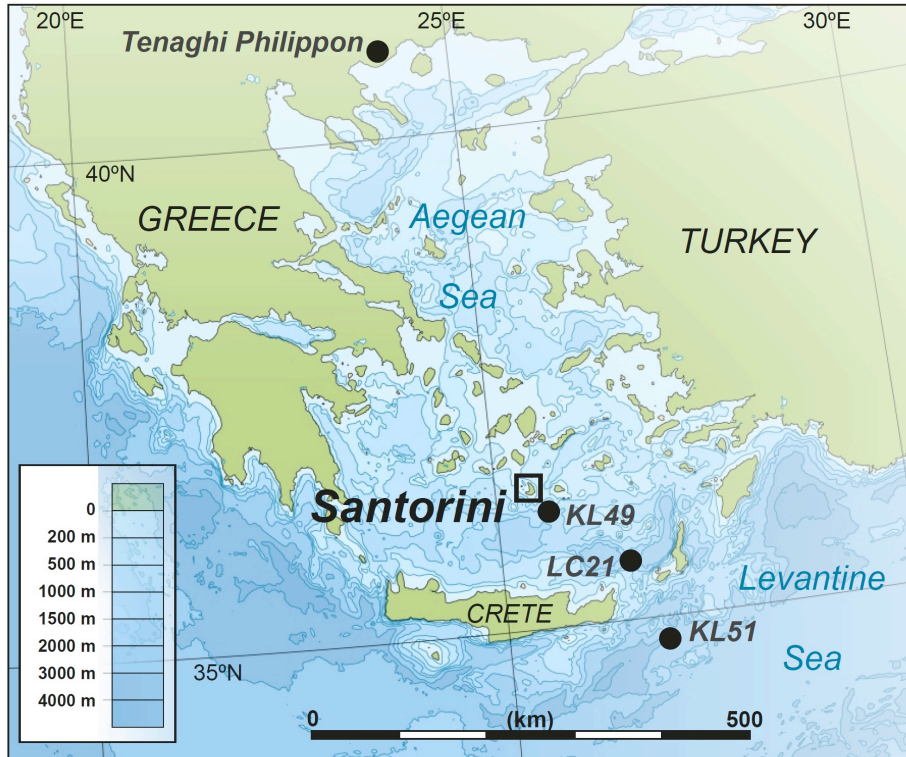 20ºE
25ºE
30ºE
Tenaghi Philippon
40ºN
GREECE
Aegean
Sea
TURKEY
Santorini
KL49
LC21
Levantine
Sea
CRETE
KL51
35ºN
0
200 m
500 m
1000 m
1500 m
2000 m
3000 m
4000 m
0
(km)
500